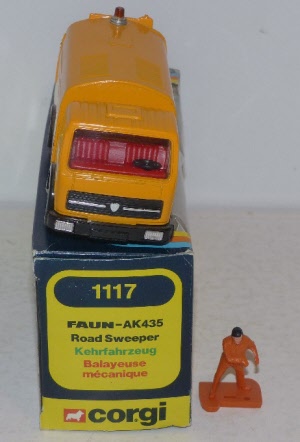 1117
FAUN-AK435
Road Sweeper
Kehrfahrzeug
Balayeuse
mécanique
corgi